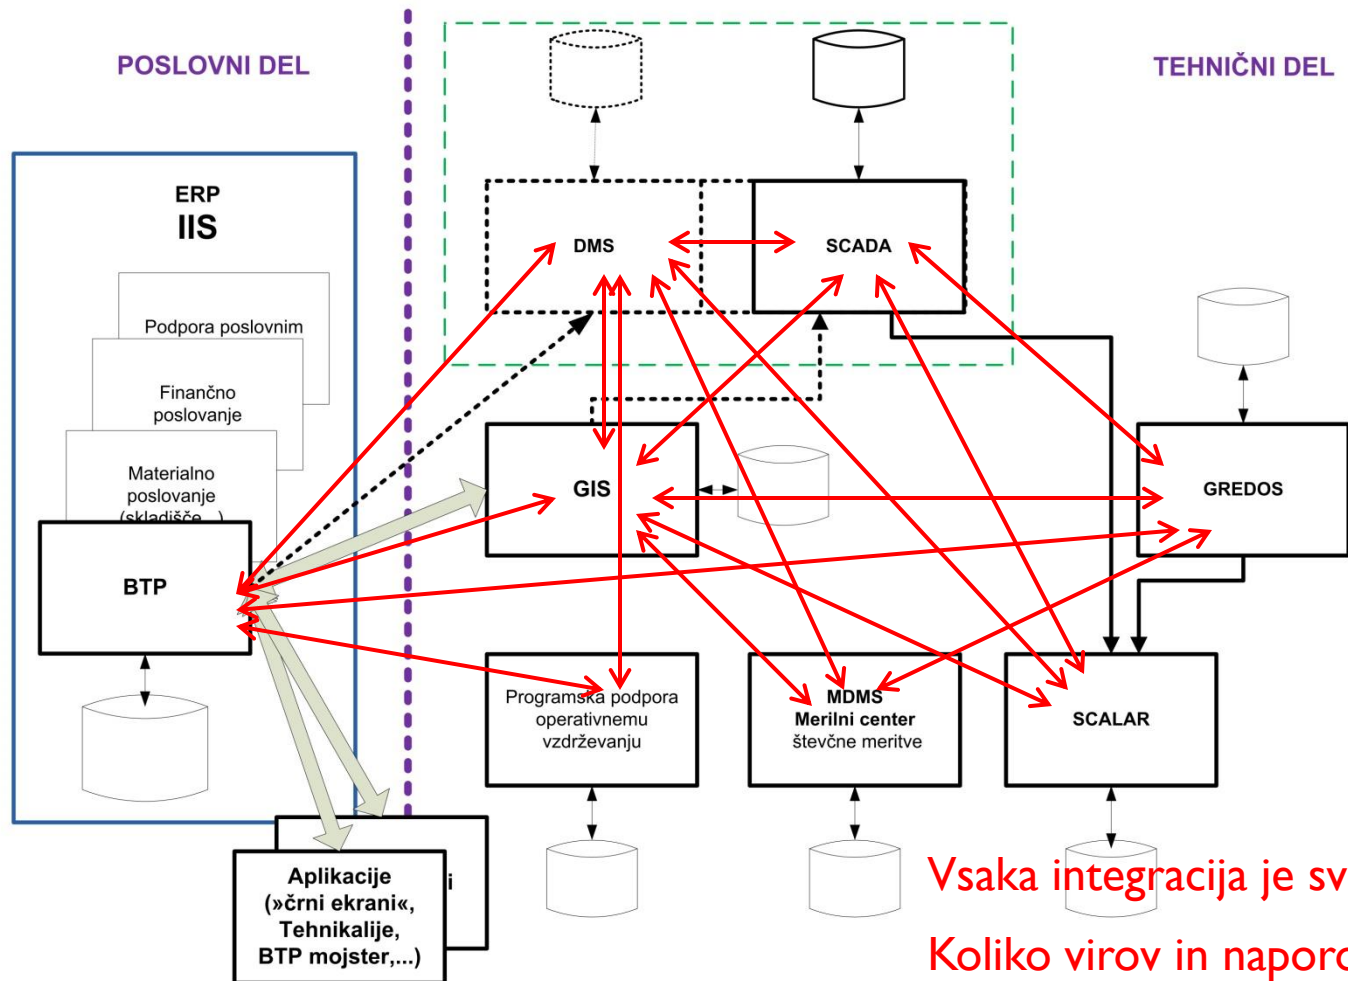 POSLOVNI DEL
TEHNIČNI DEL
ERP
IIS
Podpora poslovnim
Finančno
poslovanje
Materialno
poslovanje
(skladišče...)
BTP
DMS
SCADA
GIS
GREDOS
Programska podpora
operativnemu
vzdrževanju
MDMS
Merilni center
števčne meritve
SCALAR
Aplikacije
(»črni ekrani«,
Tehnikalije,
BTP mojster,...)
i
Vsaka integracija je
Koliko virov in